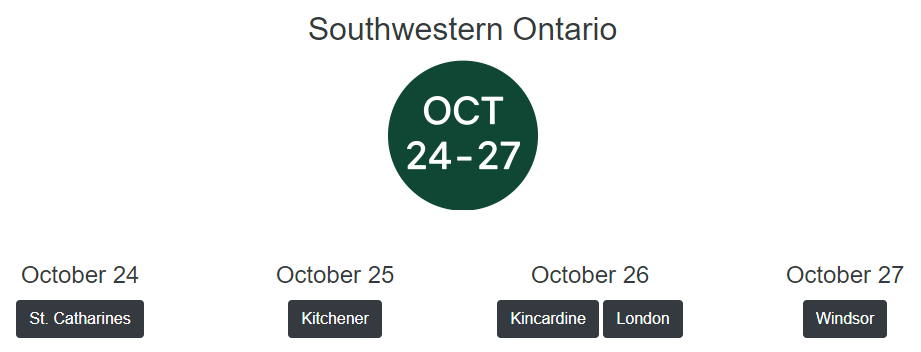 Southwestern Ontario
OCT
24-27
October 24
St. Catharines
October 25
Kitchener
October 26
Kincardine London
October 27
Windsor